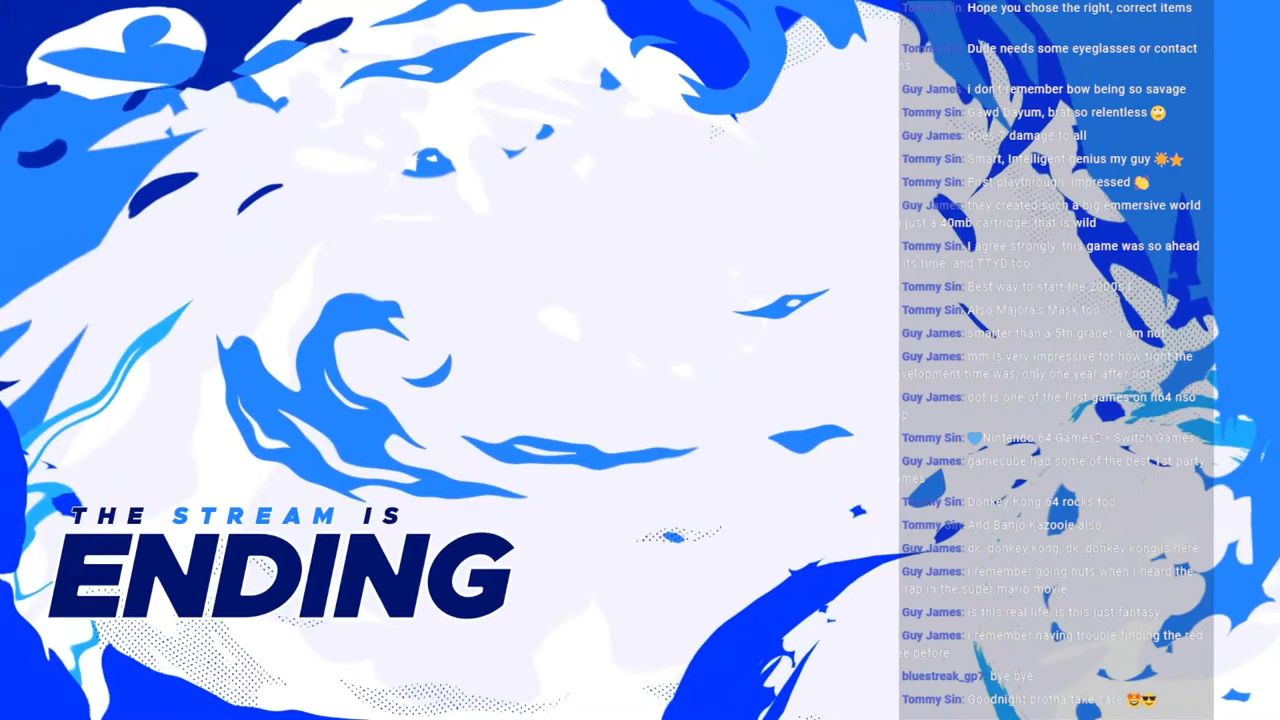 THE STREAM IS
ENDING
Tommy Sin: Hope you chose the right, correct items
Tommy Sin: Dude needs some eyeglasses or contact
ns
Guy James: i don't remember bow being so savage
Tommy Sin: Gawd Dayum, brat so relentless 🙄
Guy James: does 7 damage to all
Tommy Sin: Smart, Intelligent genius my guy ☀️⭐
Tommy Sin: First playthrough impressed 👏
Guy James: they created such a big emmersive world
n just a 40mb cartridge, that is wild
Tommy Sin: I agree strongly, this game was so ahead
its time and TTYD too
Tommy Sin: Best way to start the 2000s!
Tommy Sin: Also Majora's Mask too
Guy James: smarter than a 5th grader, i am not
Guy James: mm is very impressive for how tight the
velopment time was, only one year after oot
Guy James: oot is one of the first games on n64 nso
p
Tommy Sin: 💙Nintendo 64 Games > Switch Games
Guy James: gamecube had some of the best 1st party
mes
Tommy Sin: Donkey Kong 64 rocks too
Tommy Sin: And Banjo Kazooie also
Guy James: dk, donkey kong, dk, donkey kong is here
Guy James: i remember going nuts when i heard the
rap in the super mario movie
Guy James: is this real life, is this just fantasy
Guy James: i remember having trouble finding the red
ee before
bluestreak_gp7: bye bye
Tommy Sin: Goodnight brotha take care 🤩😎